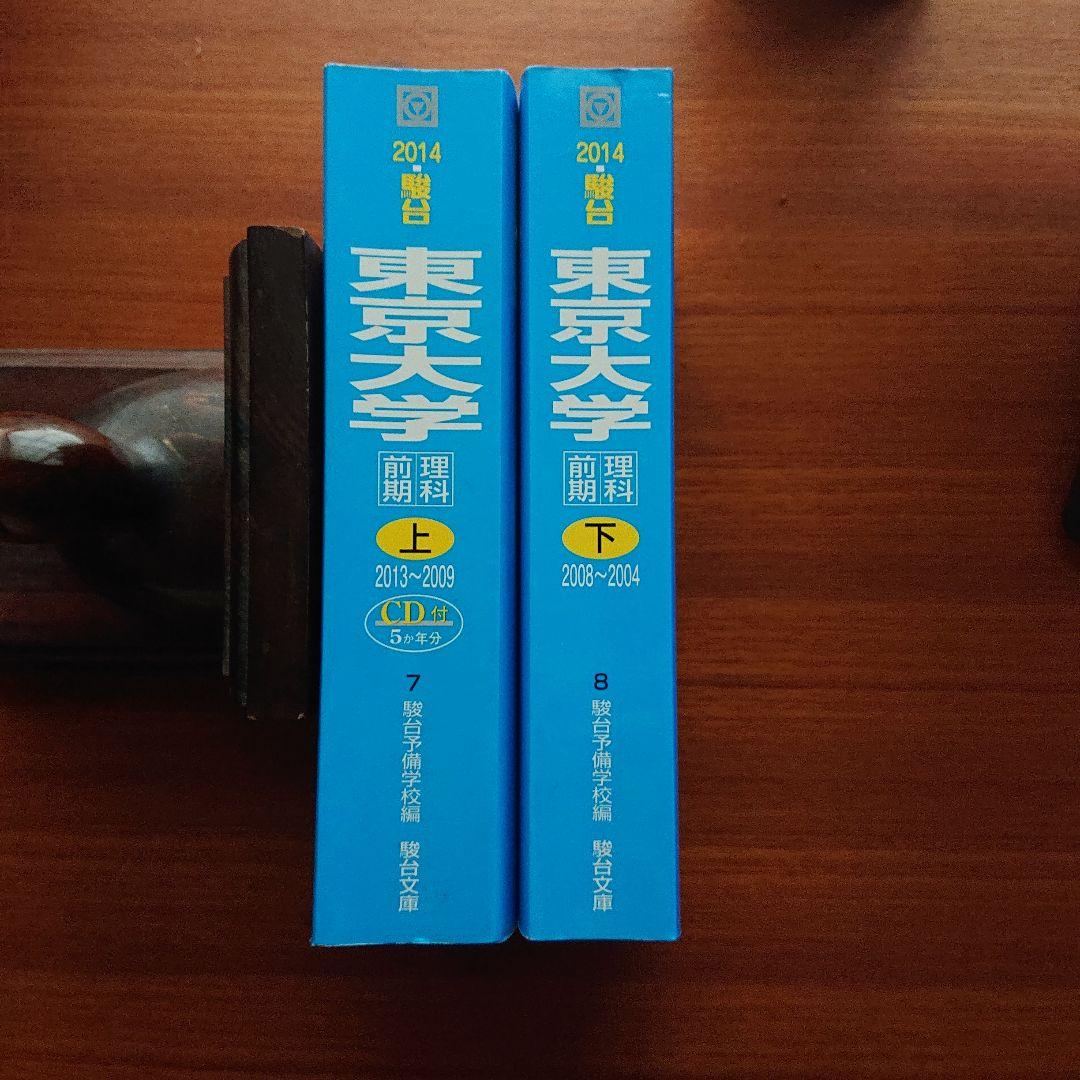 2014・駿台
東京大学
理科
前期
上
2013〜2009
CD付
5か年分
7
駿台予備学校編
駿台文庫
2014・駿台
東京大学
理科
前期
下
2008〜2004
8
駿台予備学校編
駿台文庫